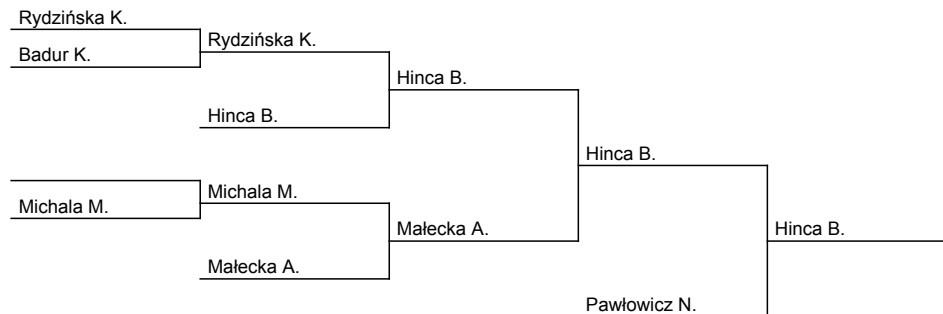 Rydzińska K.
Badur K.
Rydzińska K.
Hinca B.
Hinca B.
Hinca B.
Michala M.
Michala M.
Małecka A.
Małecka A.
Hinca B.
Pawłowicz N.